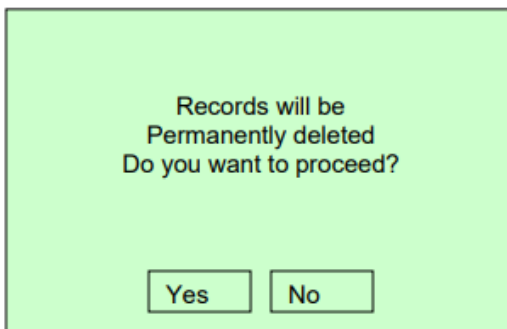 Records will be
Permanently deleted
Do you want to proceed?
Yes No